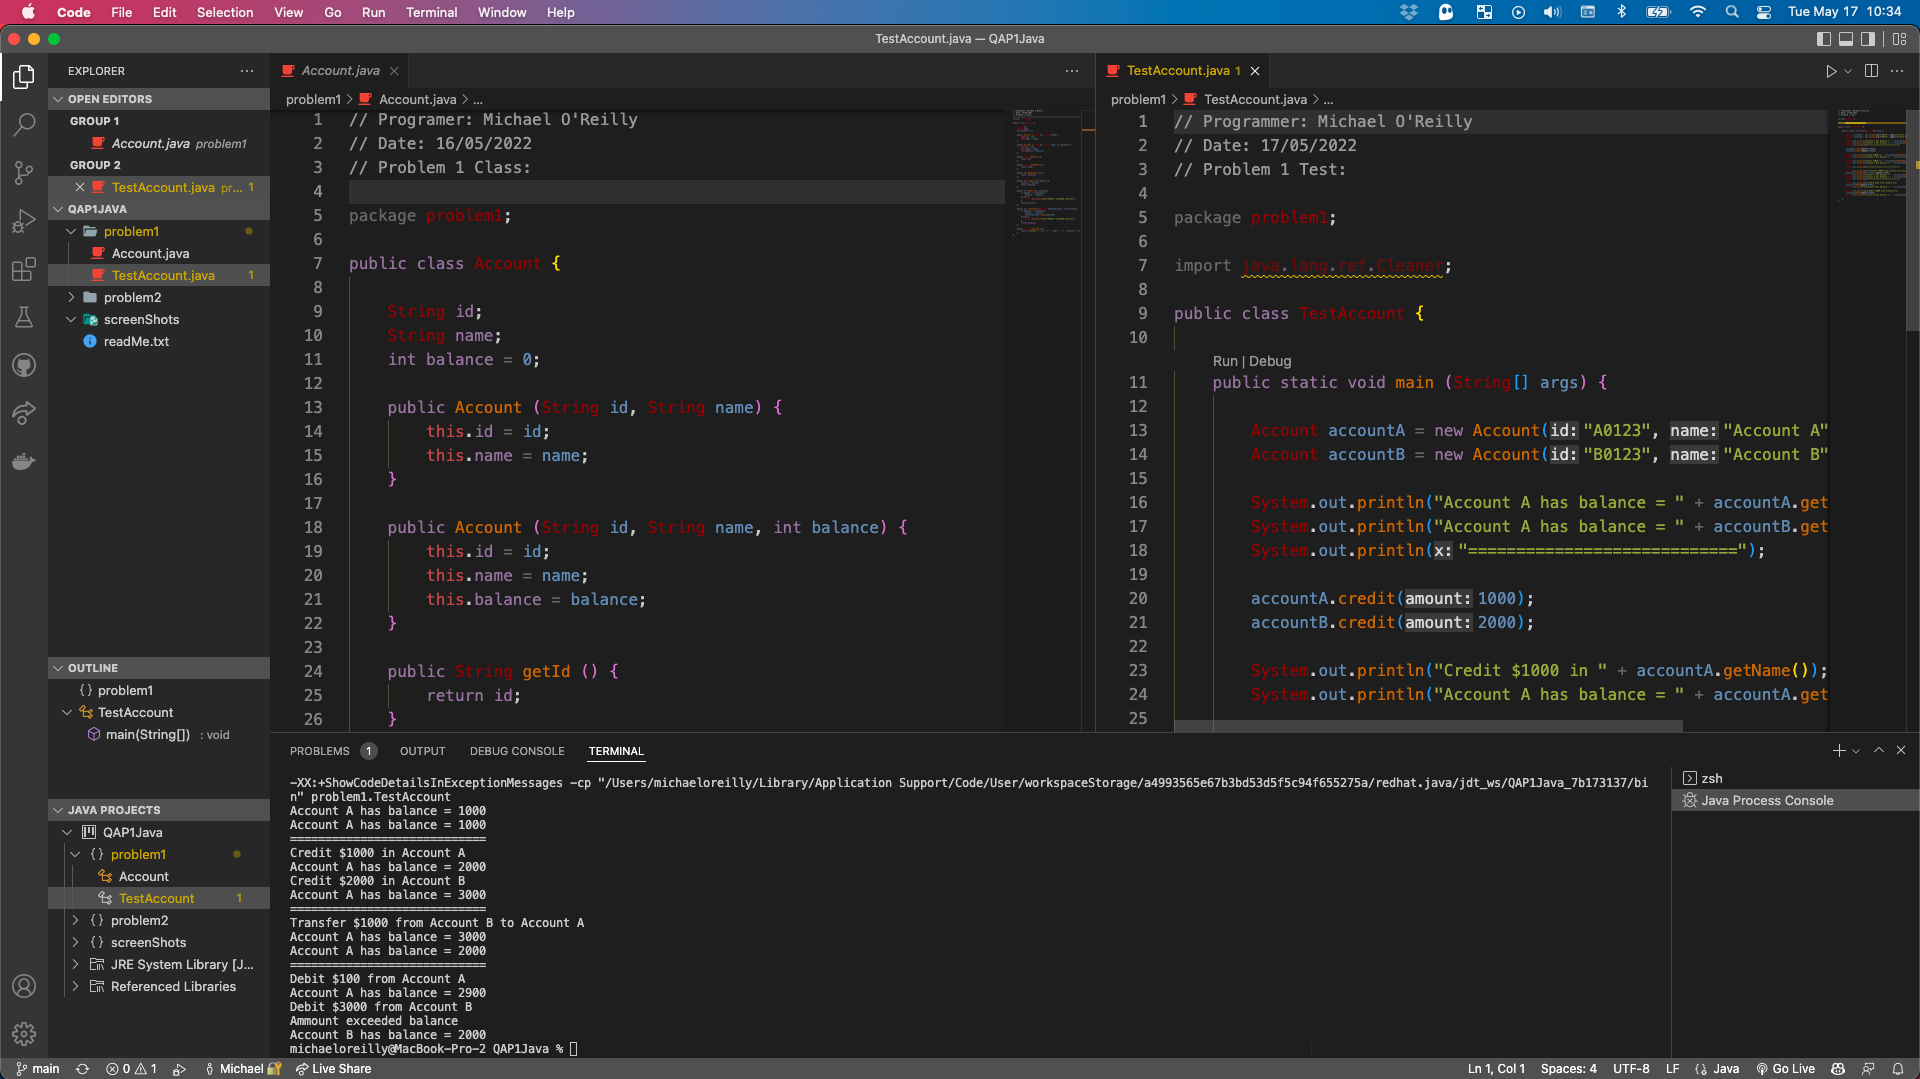 Code File Edit Selection View Go Run Terminal Window Help
Tue May 17 10:34
TestAccount.java — QAP1Java
EXPLORER
OPEN EDITORS
GROUP 1
Account.java problem1
GROUP 2
TestAccount.java pr... 1
QAP1JAVA
problem1
Account.java
TestAccount.java 1
problem2
screenShots
readMe.txt
OUTLINE
{} problem1
TestAccount
main(String[]) : void
JAVA PROJECTS
QAP1Java
{} problem1
Account
TestAccount 1
{} problem2
{} screenShots
JRE System Library [J...
Referenced Libraries
Account.java
problem1 > Account.java > ...
1 // Programer: Michael O'Reilly
2 // Date: 16/05/2022
3 // Problem 1 Class:
4
5 package problem1;
6
7 public class Account {
8
9 String id;
10 String name;
11 int balance = 0;
12
13 public Account (String id, String name) {
14 this.id = id;
15 this.name = name;
16 }
17
18 public Account (String id, String name, int balance) {
19 this.id = id;
20 this.name = name;
21 this.balance = balance;
22 }
23
24 public String getId () {
25 return id;
26 }
TestAccount.java 1
problem1 > TestAccount.java > ...
1 // Programmer: Michael O'Reilly
2 // Date: 17/05/2022
3 // Problem 1 Test:
4
5 package problem1;
6
7 import java.lang.ref.Cleaner;
8
9 public class TestAccount {
10
Run | Debug
11 public static void main (String[] args) {
12
13 Account accountA = new Account(id: "A0123", name: "Account A"
14 Account accountB = new Account(id: "B0123", name: "Account B"
15
16 System.out.println("Account A has balance = " + accountA.get
17 System.out.println("Account A has balance = " + accountB.get
18 System.out.println(x: "============================");
19
20 accountA.credit(amount: 1000);
21 accountB.credit(amount: 2000);
22
23 System.out.println("Credit $1000 in " + accountA.getName());
24 System.out.println("Account A has balance = " + accountA.get
25
PROBLEMS 1 OUTPUT DEBUG CONSOLE TERMINAL
-XX:+ShowCodeDetailsInExceptionMessages -cp "/Users/michaeloreilly/Library/Application Support/Code/User/workspaceStorage/a4993565e67b3bd53d5f5c94f655275a/redhat.java/jdt_ws/QAP1Java_7b173137/bi
n" problem1.TestAccount
Account A has balance = 1000
Account A has balance = 1000
============================
Credit $1000 in Account A
Account A has balance = 2000
Credit $2000 in Account B
Account A has balance = 3000
============================
Transfer $1000 from Account B to Account A
Account A has balance = 3000
Account A has balance = 2000
============================
Debit $100 from Account A
Account A has balance = 2900
Debit $3000 from Account B
Ammount exceeded balance
Account B has balance = 2000
michaeloreilly@MacBook-Pro-2 QAP1Java %
zsh
Java Process Console
main 0 1 Michael Live Share
Ln 1, Col 1 Spaces: 4 UTF-8 LF {} Java Go Live